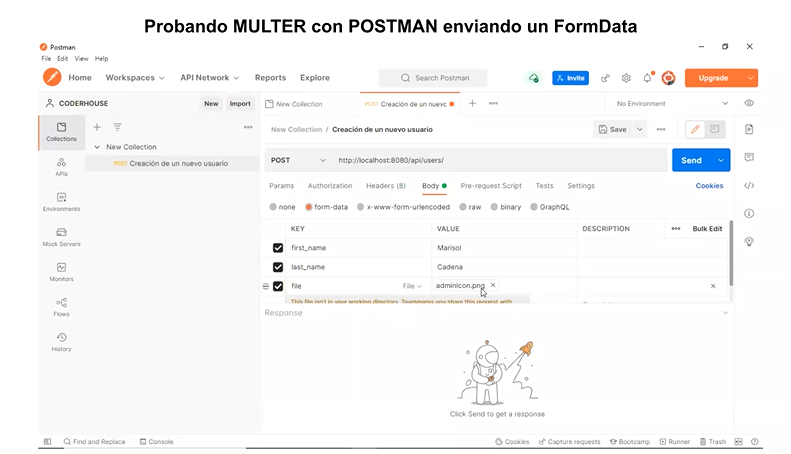 Probando MULTER con POSTMAN enviando un FormData
Postman
File Edit View Help
Home Workspaces API Network Reports Explore Search Postman Invite Upgrade
CODERHOUSE New Import New Collection POST Creación de un nuevo No Environment
New Collection / Creación de un nuevo usuario Save
Collections
New Collection
POST Creación de un nuevo usuario
POST http://localhost:8080/api/users/ Send
APIs
Params Authorization Headers (8) Body Pre-request Script Tests Settings Cookies
Environments
none form-data x-www-form-urlencoded raw binary GraphQL
KEY VALUE DESCRIPTION Bulk Edit
Mock Servers
first_name Marisol
last_name Cadena
Monitors
file File adminIcon.png
This file isn't in your working directory. Teammates you share this request with
Response
Flows
History
Click Send to get a response
Find and Replace Console Cookies Capture requests Bootcamp Runner Trash